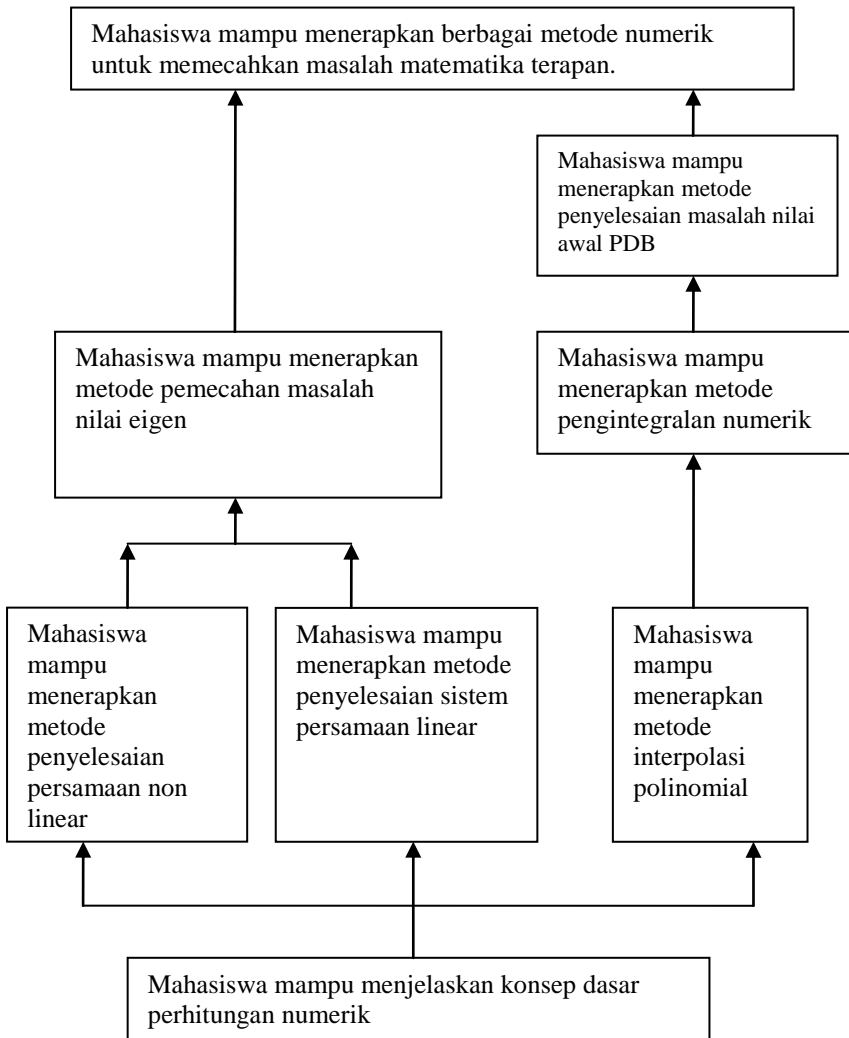 Mahasiswa mampu menerapkan berbagai metode numerik
untuk memecahkan masalah matematika terapan.
Mahasiswa mampu
menerapkan metode
penyelesaian masalah nilai
awal PDB
Mahasiswa mampu menerapkan
metode pemecahan masalah
nilai eigen
Mahasiswa mampu
menerapkan metode
pengintegralan numerik
Mahasiswa
mampu
menerapkan
metode
penyelesaian
persamaan non
linear
Mahasiswa mampu
menerapkan metode
penyelesaian sistem
persamaan linear
Mahasiswa
mampu
menerapkan
metode
interpolasi
polinomial
Mahasiswa mampu menjelaskan konsep dasar
perhitungan numerik